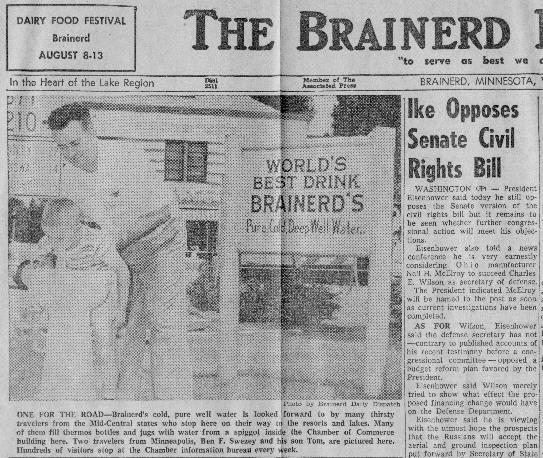 DAIRY FOOD FESTIVAL
Brainerd
AUGUST 8-13
THE BRAINERD
"to serve as best we
In the Heart of the Lake Region
Dial
2511
Member of The
Associated Press
BRAINERD, MINNESOTA,
210
WORLD'S
BEST DRINK
BRAINERD'S
Pure, Cold, Deep Well Water.
Photo by Brainerd Daily Dispatch
ONE FOR THE ROAD—Brainerd's cold, pure well water is looked forward to by many thirsty
travelers from the Mid-Central states who stop here on their way to the resorts and lakes. Many
of them fill thermos bottles and jugs with water from a spiggot inside the Chamber of Commerce
building here. Two travelers from Minneapolis, Ben F. Swezey and his son Tom, are pictured here.
Hundreds of visitors stop at the Chamber information bureau every week.
Ike Opposes
Senate Civil
Rights Bill
WASHINGTON (AP) — President
Eisenhower said today he still op-
poses the Senate version of the
civil rights bill but it remains to
be seen whether further congres-
sional action will meet his objec-
tions.
Eisenhower also told a news
conference he is very earnestly
considering Ohio manufacturer
Neil H. McElroy to succeed Charles
E. Wilson as secretary of defense.
The President indicated McElroy
will be named to the post as soon
as current investigations have been
completed.
AS FOR Wilson, Eisenhower
said the defense secretary has not
—contrary to published accounts of
his recent testimony before a con-
gressional committee — opposed a
budget reform plan favored by the
President.
Eisenhower said Wilson merely
tried to show what effect the pro-
posed financing change would have
on the Defense Department.
Eisenhower said he is viewing
with the utmost hope the prospects
that the Russians will accept the
aerial and ground inspection plan
put forward by Secretary of State